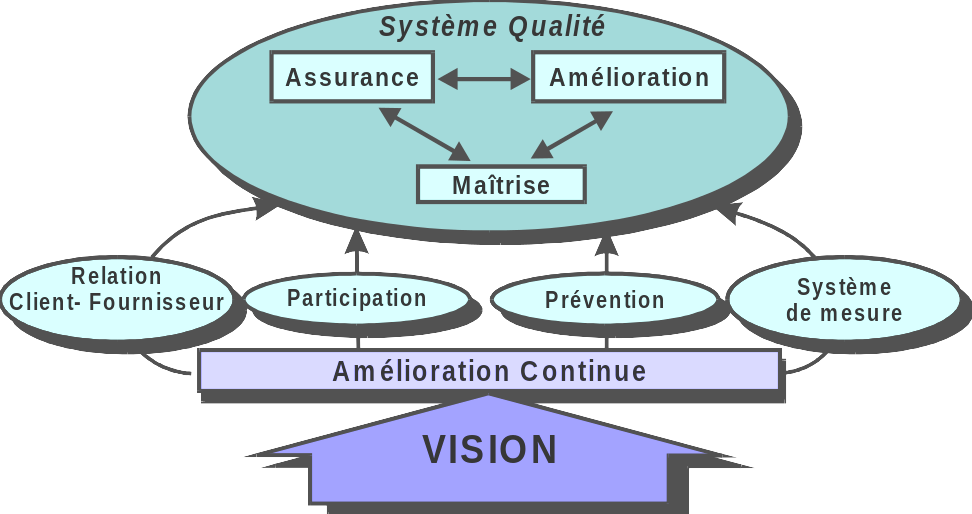 Système Qualité
Assurance
Amélioration
Maîtrise
Relation
Client- Fournisseur
Participation
Prévention
Système
de mesure
Amélioration Continue
VISION